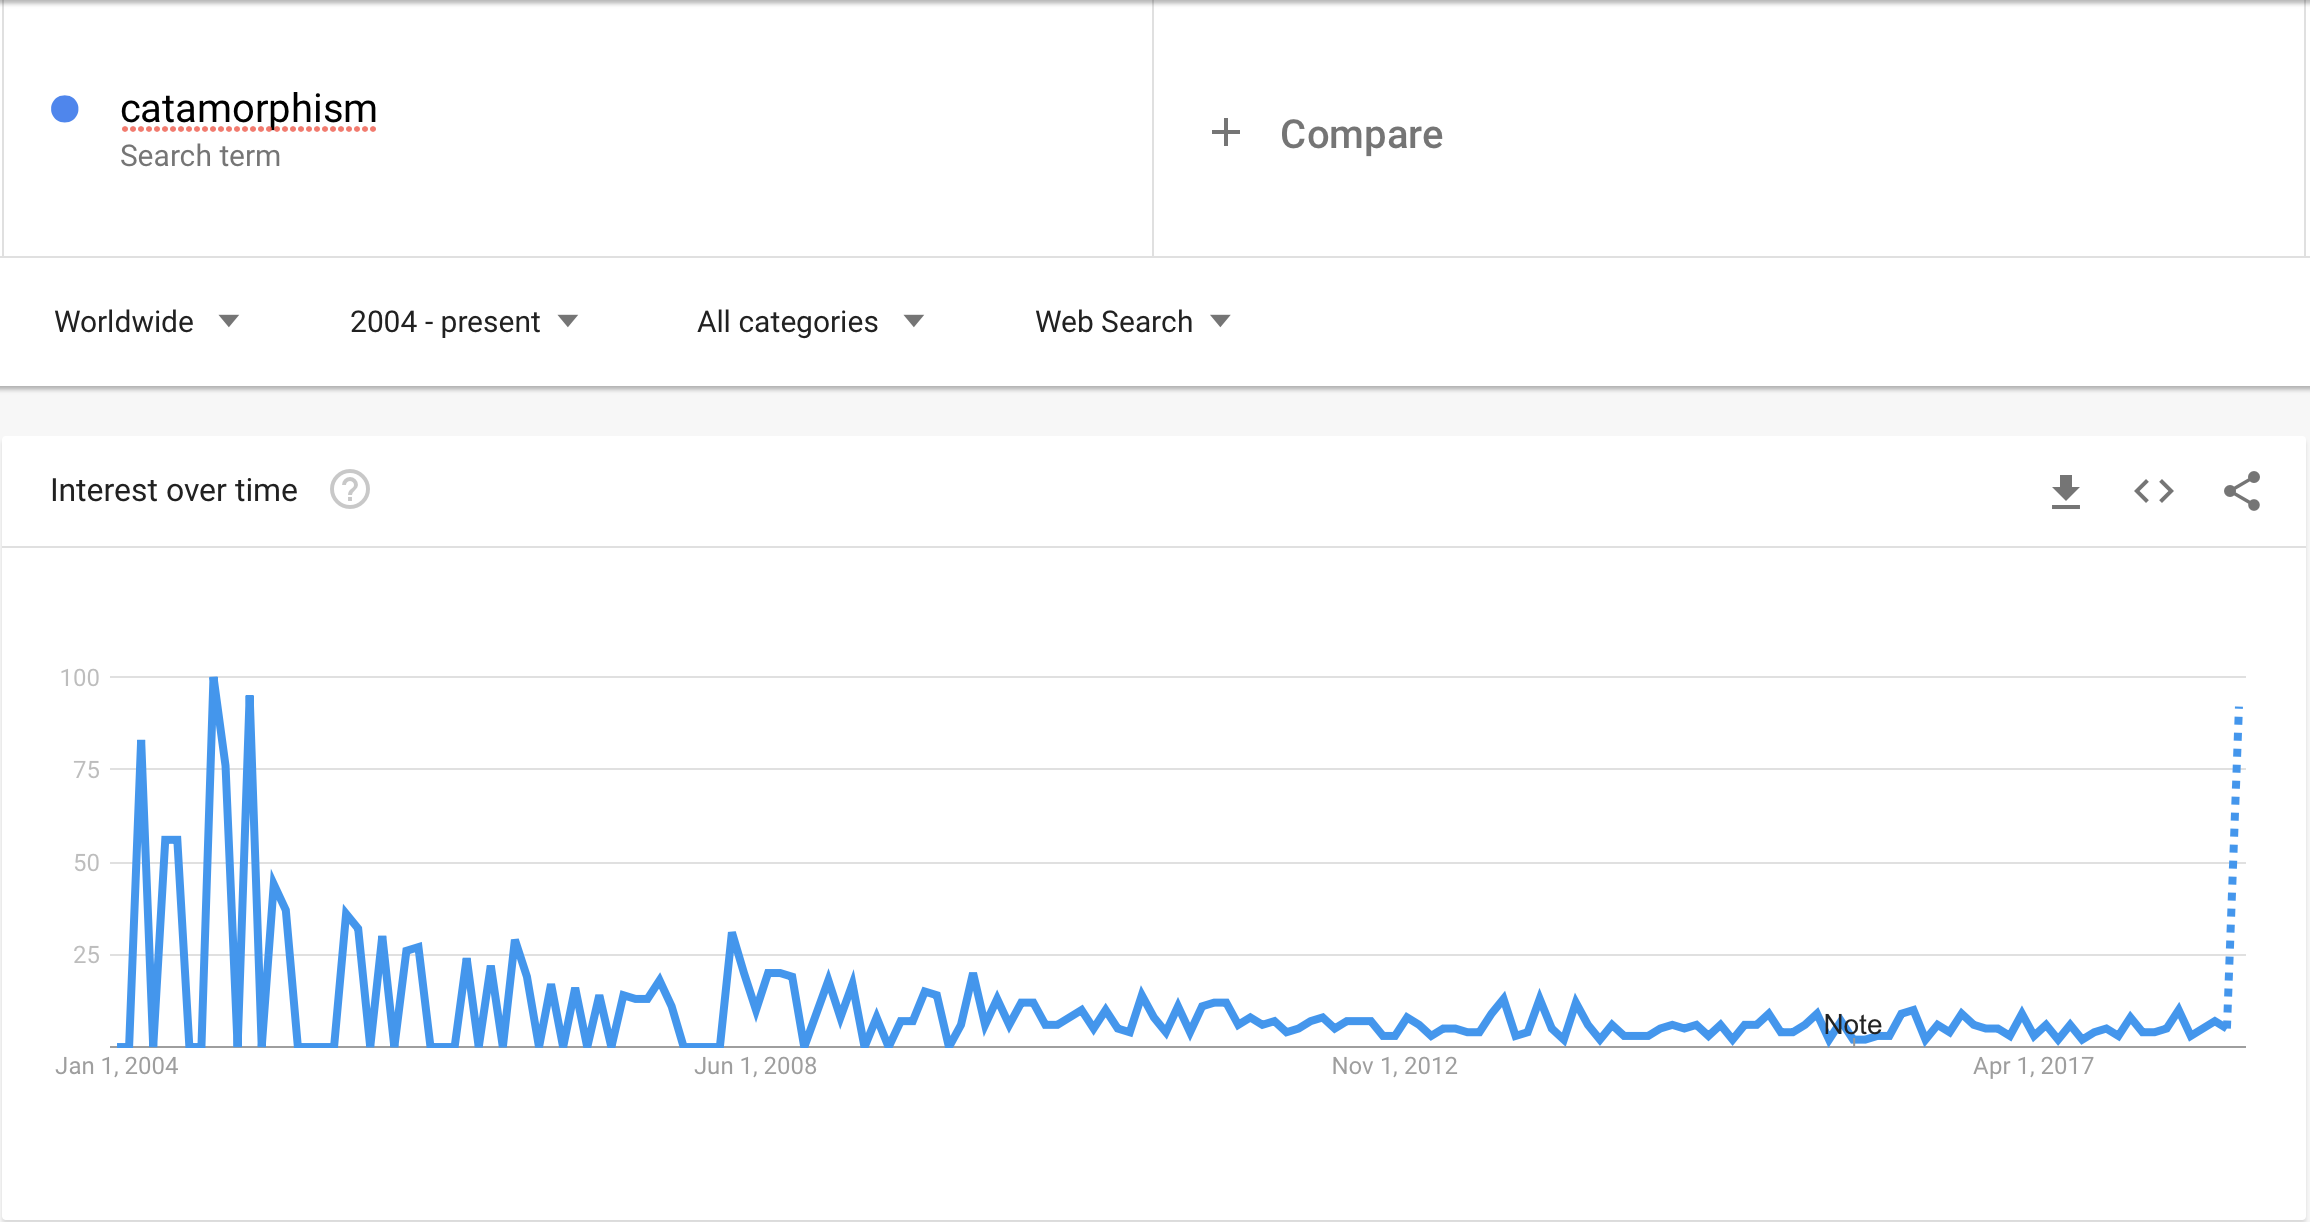 catamorphism
Search term
+ Compare
Worldwide 2004 - present All categories Web Search
Interest over time ?
100
75
50
25
Note
Jan 1, 2004 Jun 1, 2008 Nov 1, 2012 Apr 1, 2017